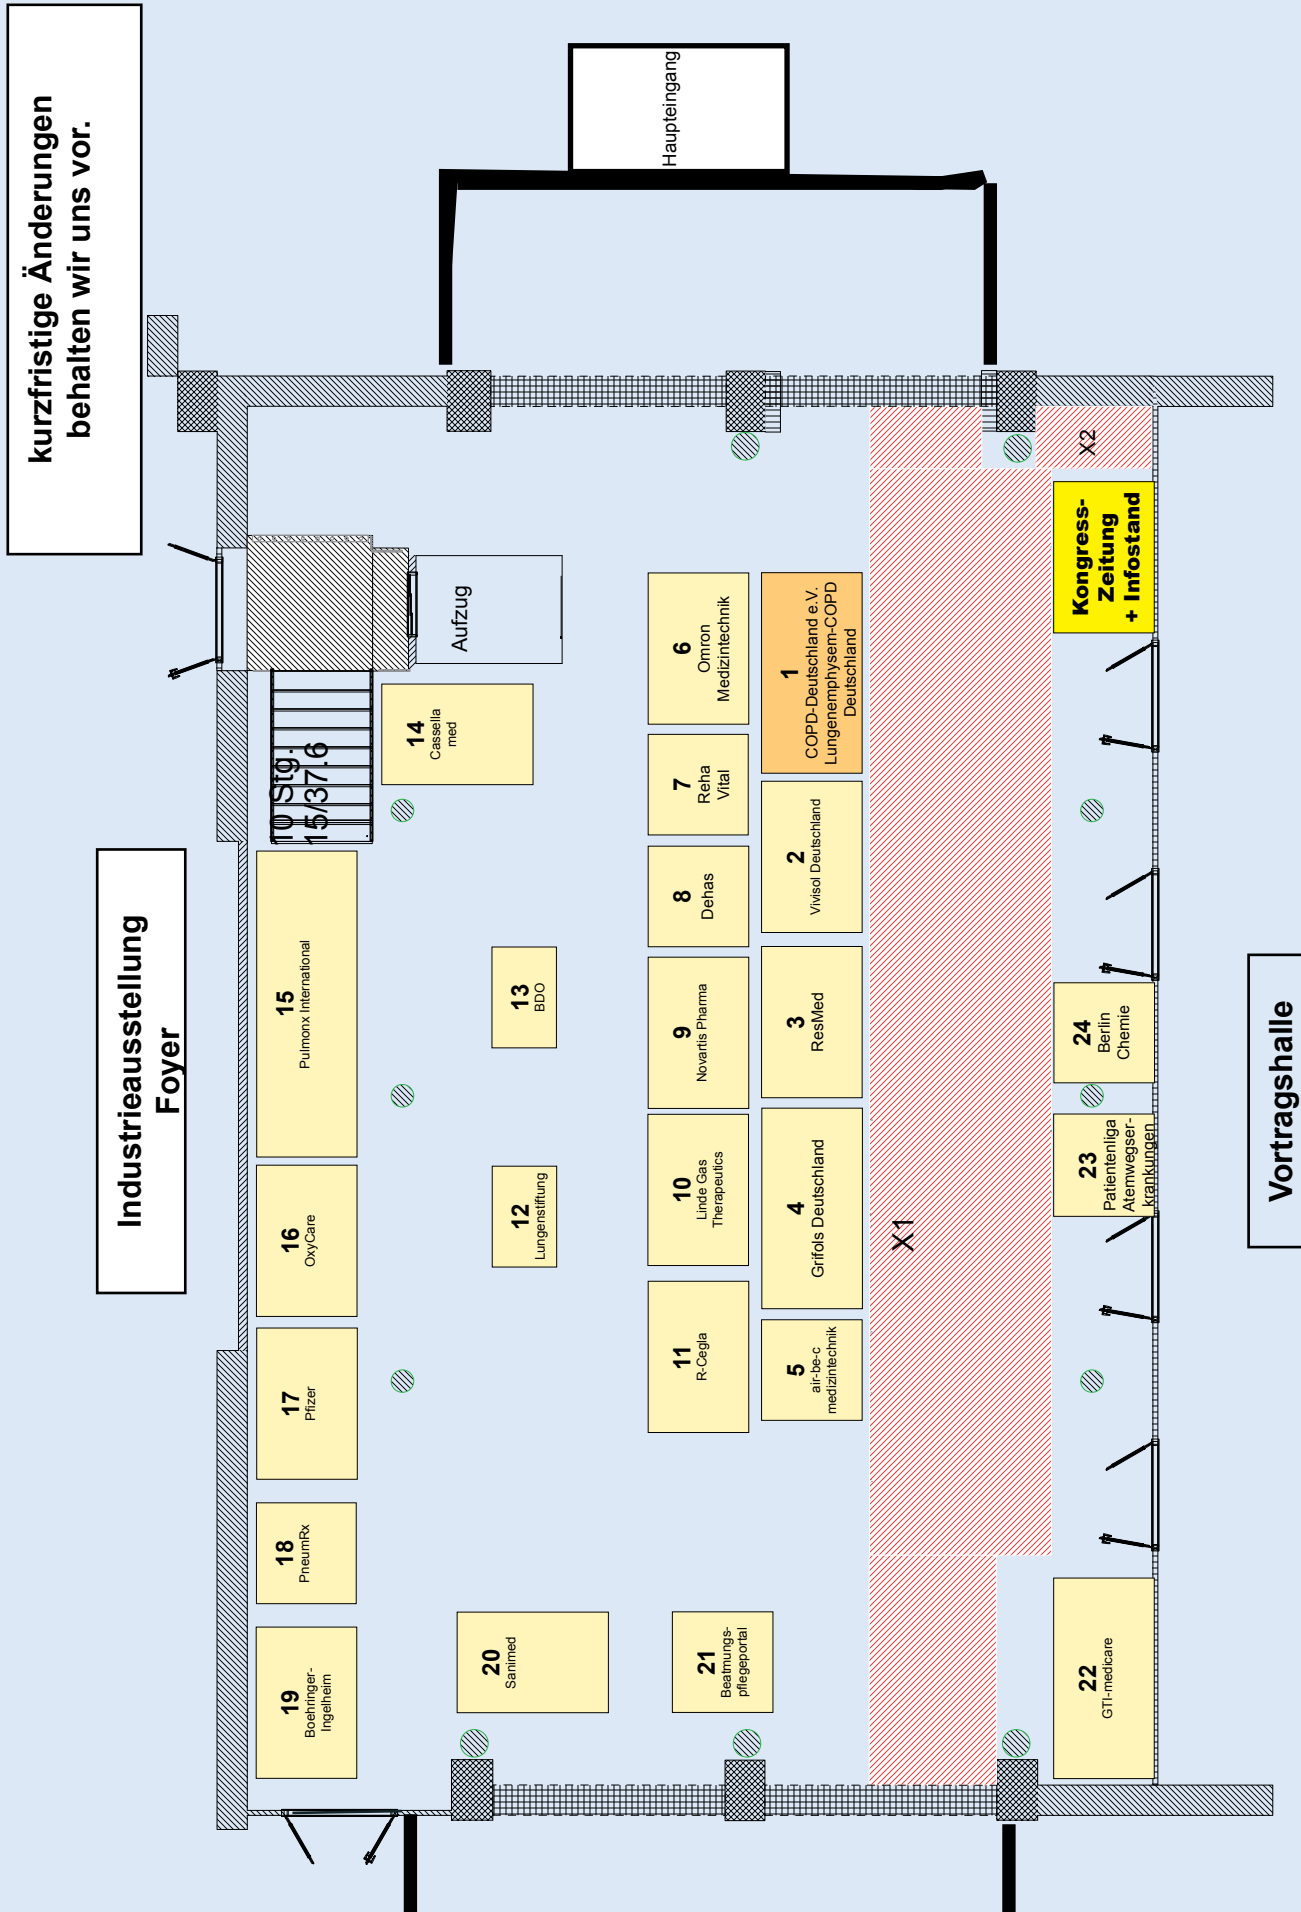 kurzfristige Änderungen
behalten wir uns vor.
Haupteingang
Industrieausstellung
Foyer
Aufzug
10 Stg.
15/37.6
14
Cassella
med
15
Pulmonx International
16
OxyCare
17
Pfizer
18
PneumRx
19
Boehringer-
Ingelheim
13
BDO
12
Lungenstiftung
20
Sanimed
21
Beatmungs-
pflegeportal
6
Omron
Medizintechnik
7
Reha
Vital
8
Dehas
9
Novartis Pharma
10
Linde Gas
Therapeutics
11
R-Cegla
1
COPD-Deutschland e.V.
Lungenemphysem-COPD
Deutschland
2
Vivisol Deutschland
3
ResMed
4
Grifols Deutschland
5
air-be-c
medizintechnik
X1
X2
Kongress-
Zeitung
+ Infostand
24
Berlin
Chemie
23
Patientenliga
Atemwegser-
krankungen
22
GTI-medicare
Vortragshalle